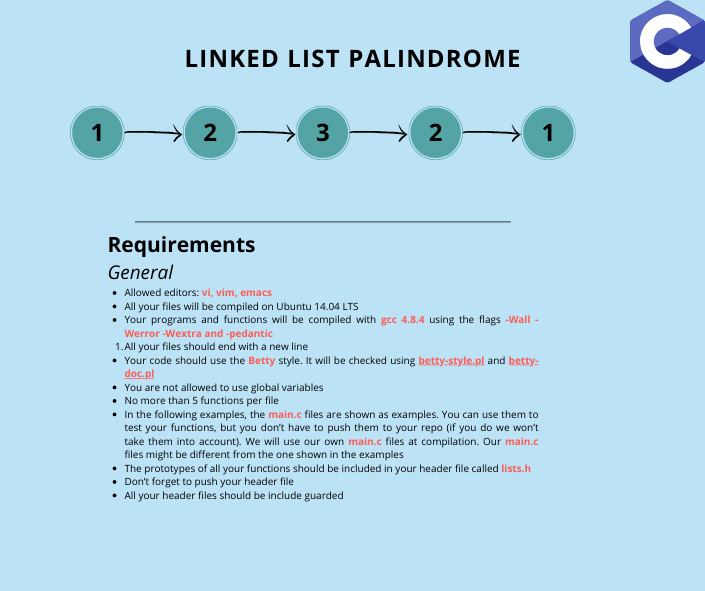 LINKED LIST PALINDROME
C
1 2 3 2 1
Requirements
General
• Allowed editors: vi, vim, emacs
• All your files will be compiled on Ubuntu 14.04 LTS
• Your programs and functions will be compiled with gcc 4.8.4 using the flags -Wall -
Werror -Wextra and -pedantic
1. All your files should end with a new line
• Your code should use the Betty style. It will be checked using betty-style.pl and betty-
doc.pl
• You are not allowed to use global variables
• No more than 5 functions per file
• In the following examples, the main.c files are shown as examples. You can use them to
test your functions, but you don’t have to push them to your repo (if you do we won’t
take them into account). We will use our own main.c files at compilation. Our main.c
files might be different from the one shown in the examples
• The prototypes of all your functions should be included in your header file called lists.h
• Don’t forget to push your header file
• All your header files should be include guarded